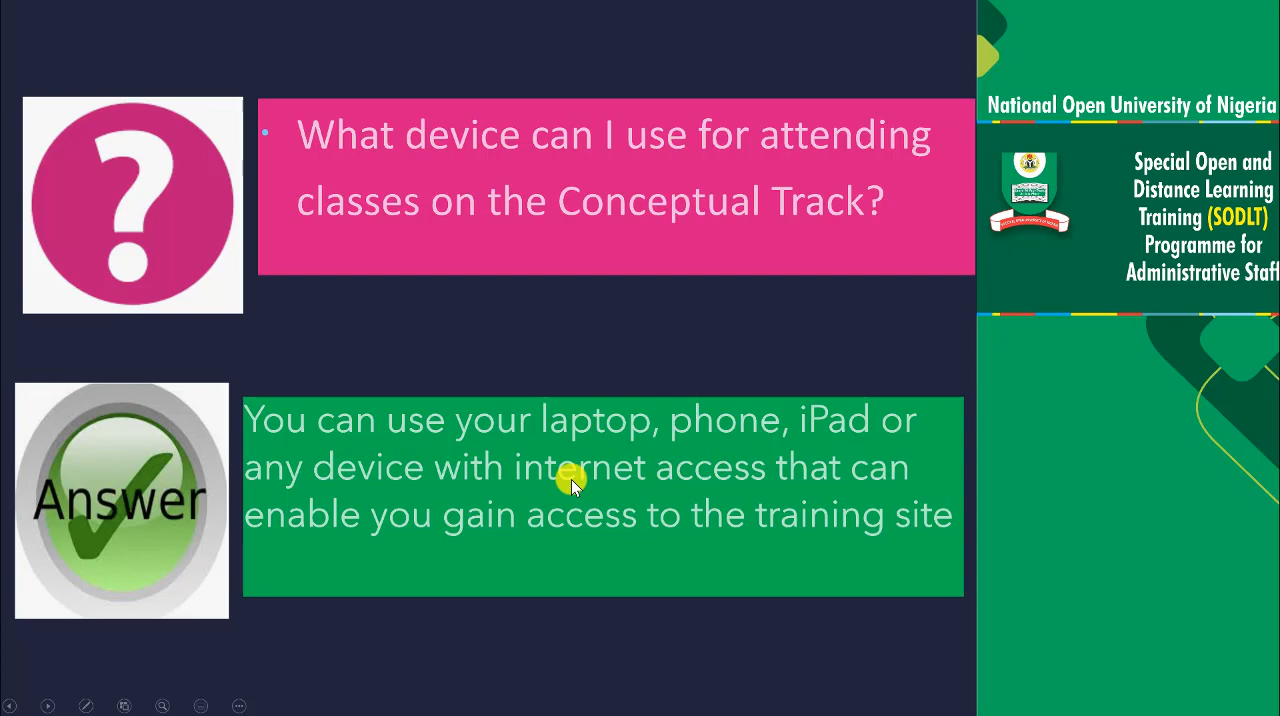 What device can I use for attending
classes on the Conceptual Track?
Answer
You can use your laptop, phone, iPad or
any device with internet access that can
enable you gain access to the training site
National Open University of Nigeria
Special Open and
Distance Learning
Training (SODLT)
Programme for
Administrative Staff